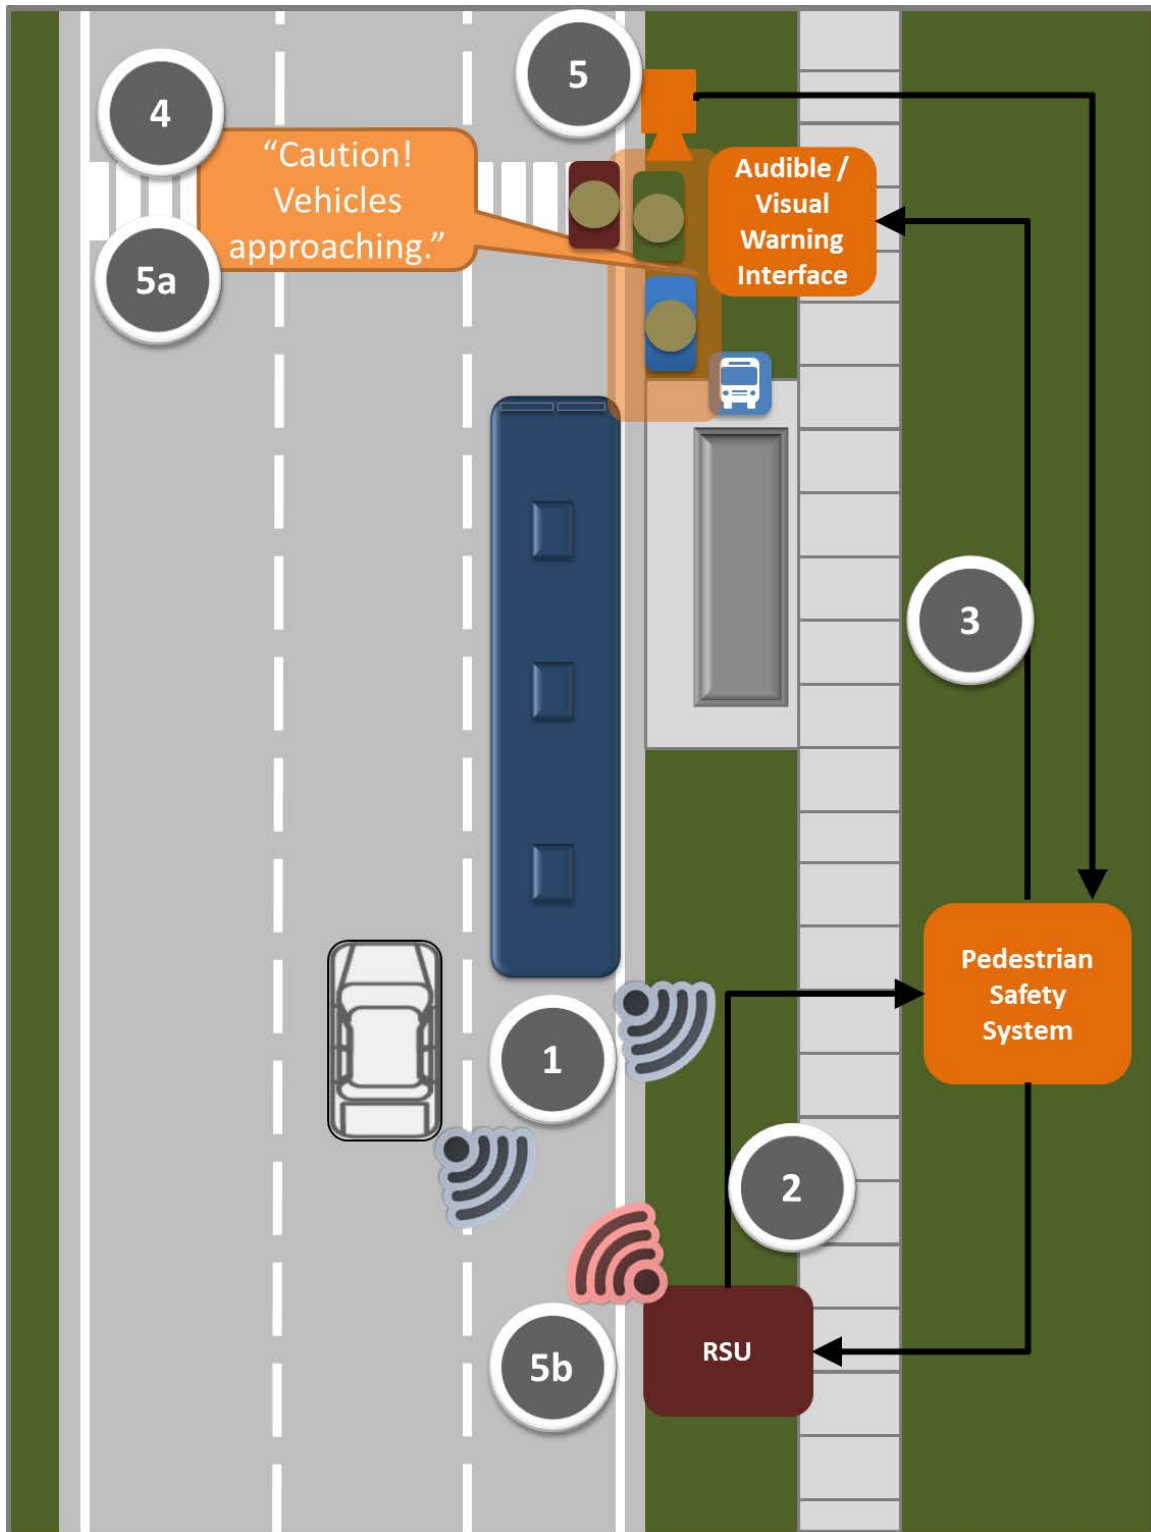 5
4
“Caution!
Vehicles
approaching.”
Audible /
Visual
Warning
Interface
5a
3
Pedestrian
Safety
System
1
2
RSU
5b